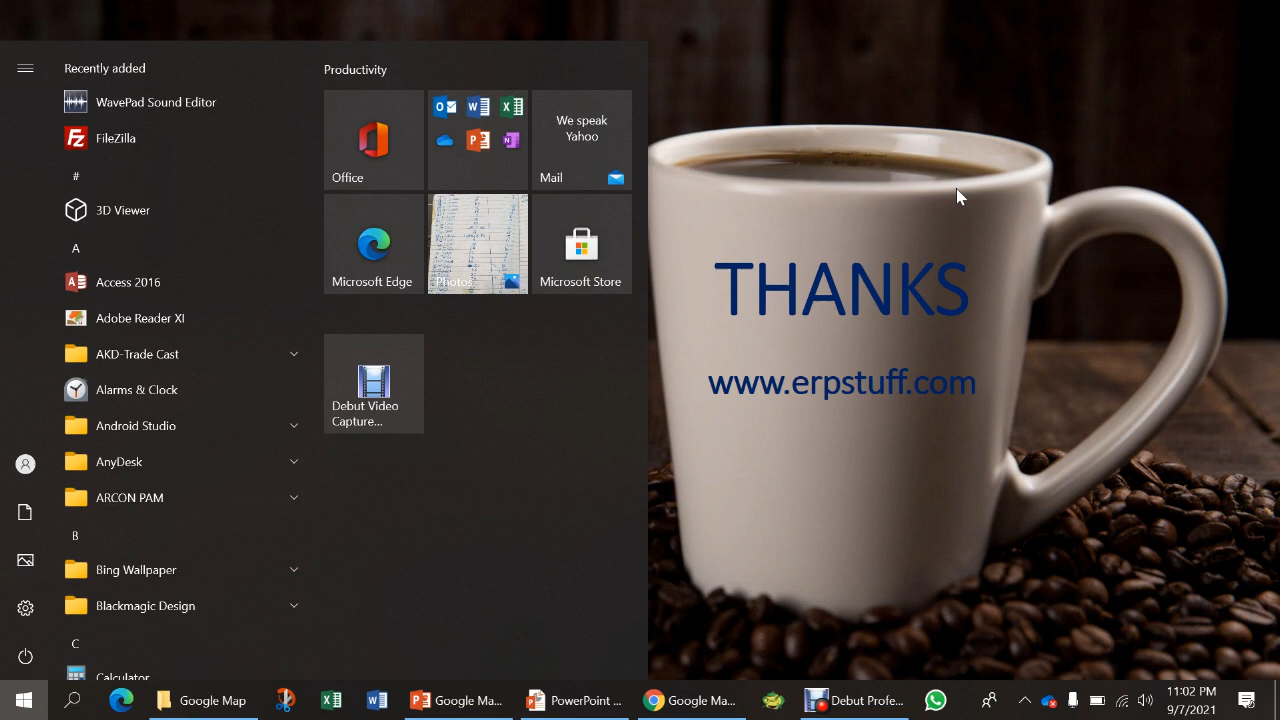 Recently added
WavePad Sound Editor
FileZilla
#
3D Viewer
A
Access 2016
Adobe Reader XI
AKD-Trade Cast
Alarms & Clock
Android Studio
AnyDesk
ARCON PAM
B
Bing Wallpaper
Blackmagic Design
C
Calculator
Productivity
Office
We speak
Yahoo
Mail
Microsoft Edge
Photos
Microsoft Store
Debut Video
Capture...
THANKS
www.erpstuff.com
Google Map
Google Ma...
PowerPoint ...
Google Ma...
Debut Profe...
11:02 PM
9/7/2021